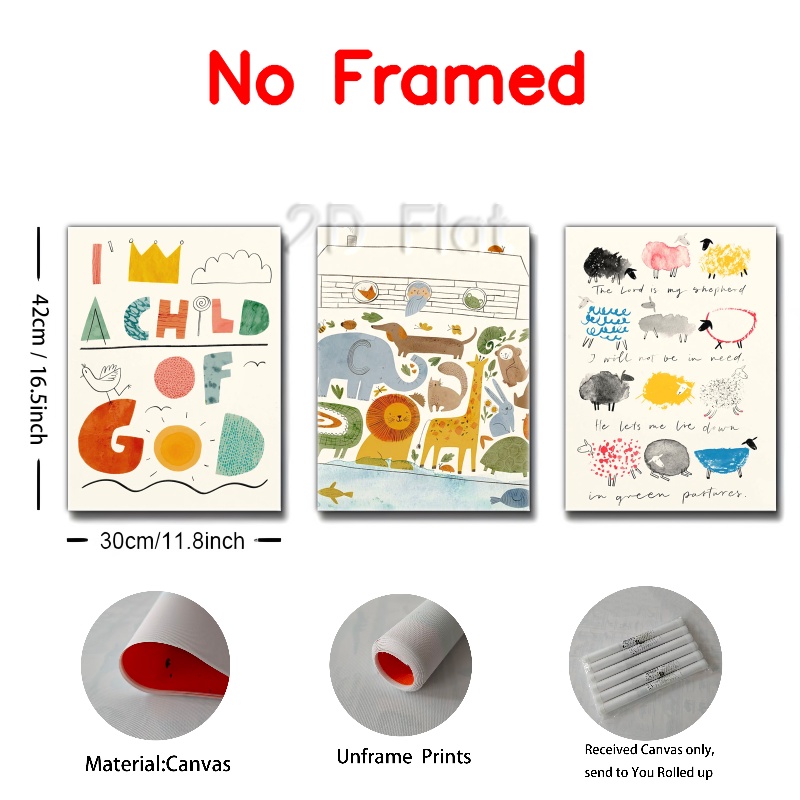 No Framed
2D Flat
I'M
A CHILD
OF
GOD
The Lord is my shepherd
I will not be in need.
He lets me lie down
in green pastures.
42cm / 16.5inch
30cm/11.8inch
Material:Canvas
Unframe Prints
Received Canvas only,
send to You Rolled up